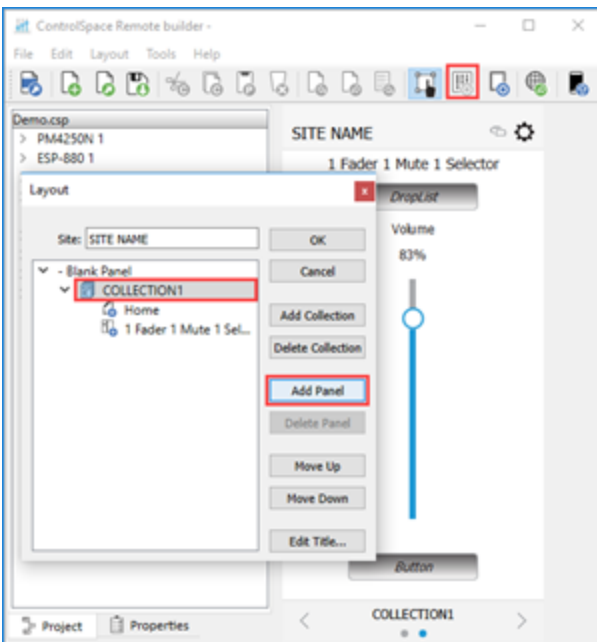 ControlSpace Remote builder -
File Edit Layout Tools Help
Demo.csp
PM4250N 1
ESP-880 1
SITE NAME
1 Fader 1 Mute 1 Selector
DropList
Volume
83%
Layout
Site: SITE NAME
OK
- Blank Panel
Cancel
COLLECTION1
Home
Add Collection
1 Fader 1 Mute 1 Sel...
Delete Collection
Add Panel
Delete Panel
Move Up
Move Down
Edit Title...
Button
COLLECTION1
Project Properties